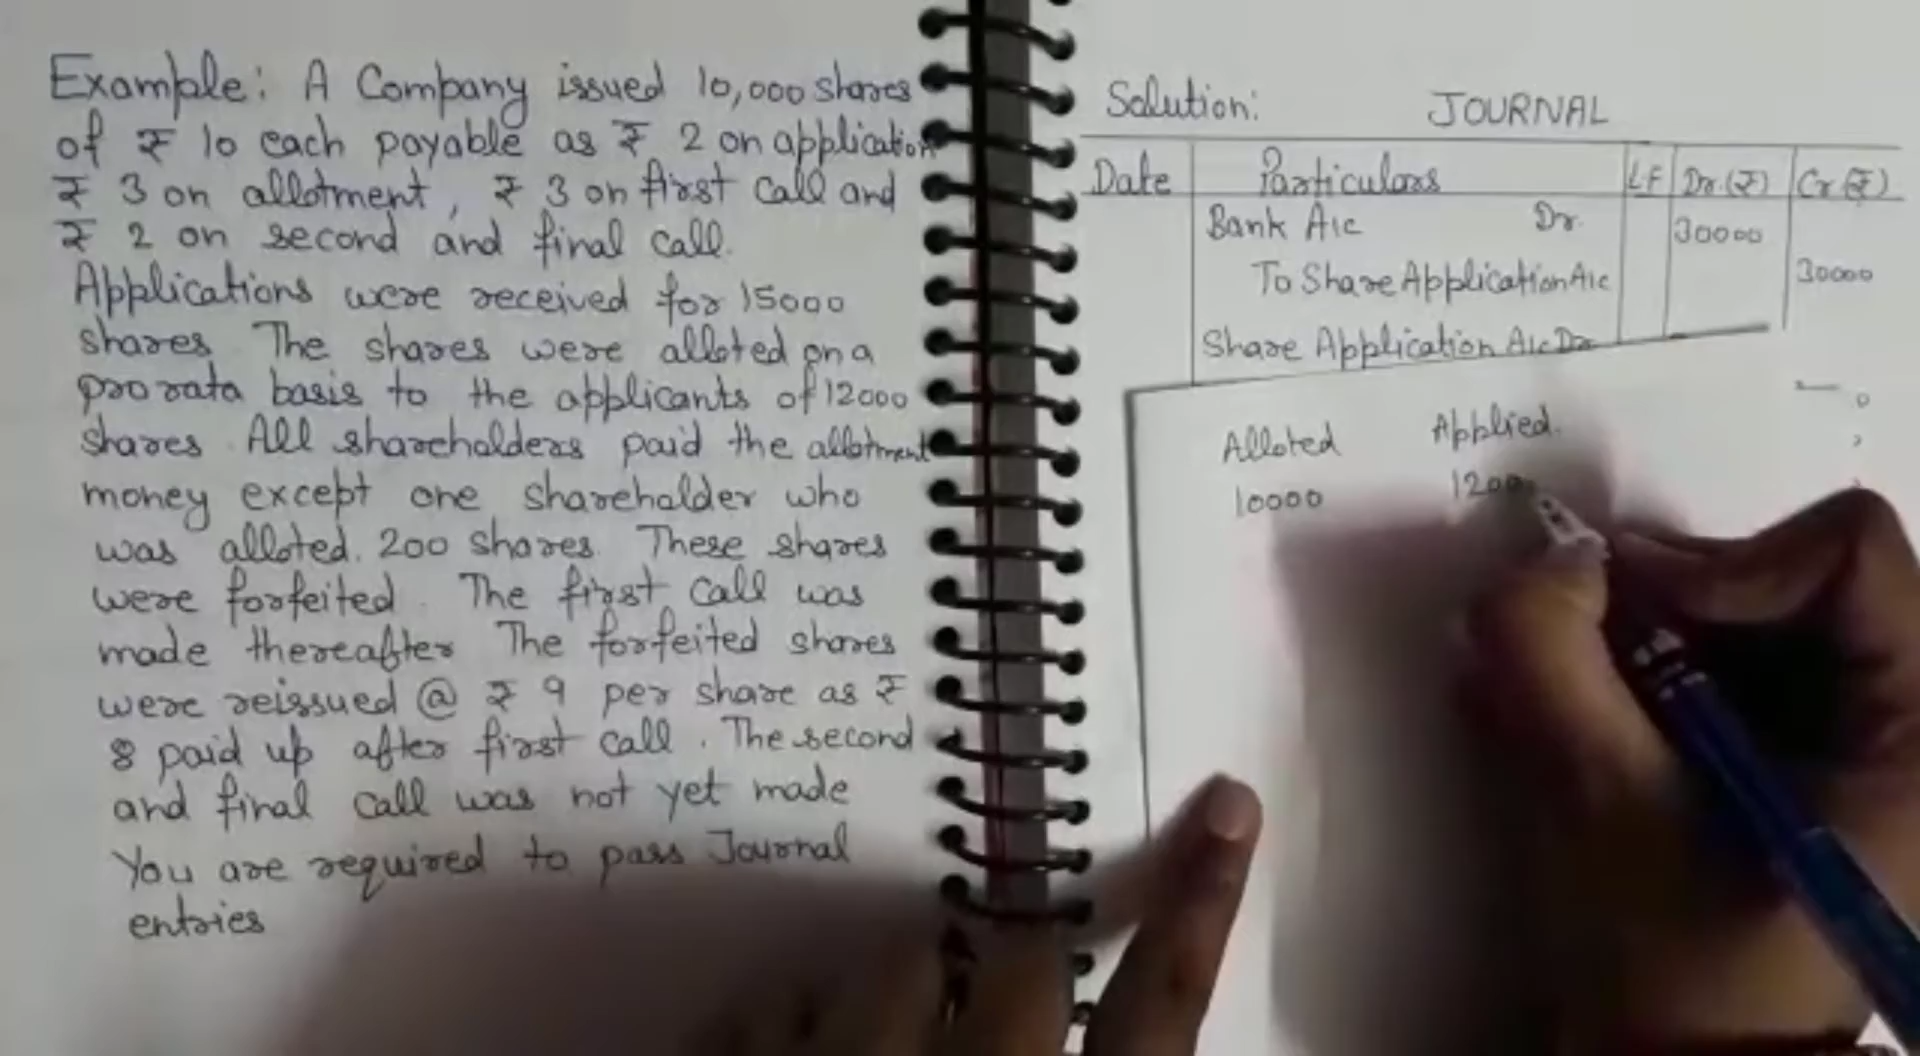 Example: A Company issued 10,000 shares
of ₹ 10 each payable as ₹ 2 on application
₹ 3 on allotment, ₹ 3 on first call and
₹ 2 on second and final call.
Applications were received for 15000
shares. The shares were alloted on a
pro rata basis to the applicants of 12000
shares. All shareholders paid the allotment
money except one shareholder who
was alloted 200 shares. These shares
were forfeited. The first call was
made thereafter. The forfeited shares
were reissued @ ₹ 9 per share as ₹
8 paid up after first call. The second
and final call was not yet made
You are required to pass Journal
entries
Solution: JOURNAL
Date Particulars LF Dr.(₹) Cr.(₹)
Bank A/c Dr. 30000
To Share Application A/c 30000
Share Application A/c Dr
Alloted Applied.
10000 1200